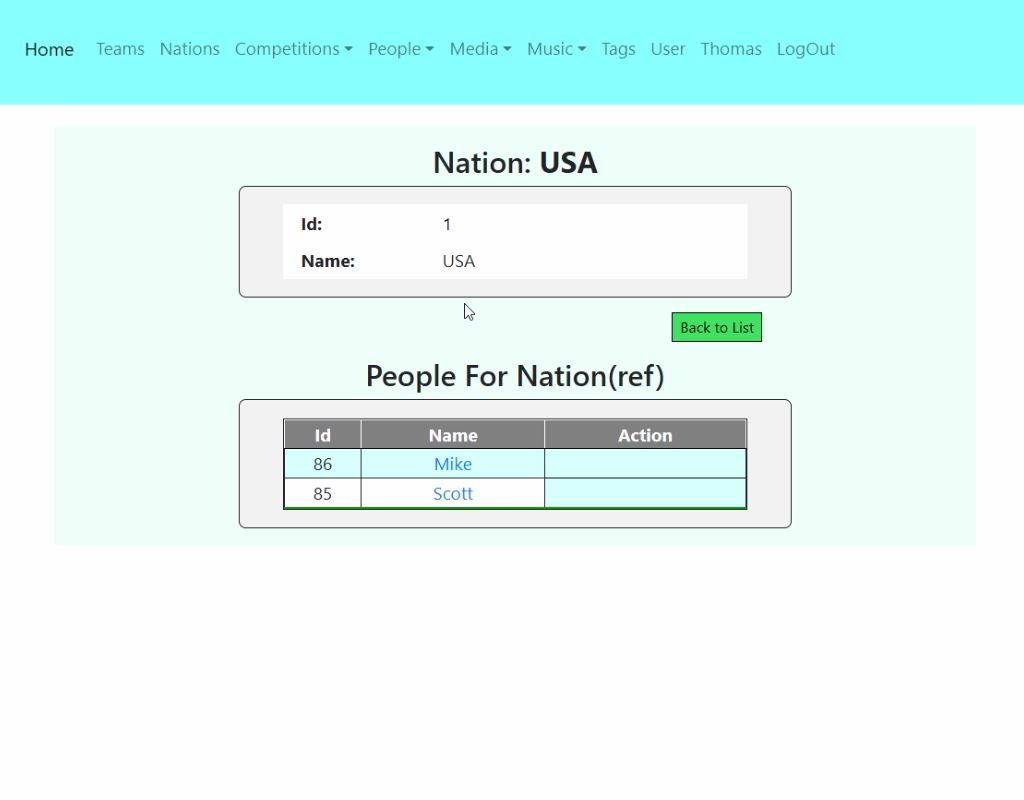 Home Teams Nations Competitions People Media Music Tags User Thomas LogOut
Nation: USA
Id: 1
Name: USA
Back to List
People For Nation(ref)
Id Name Action
86 Mike
85 Scott